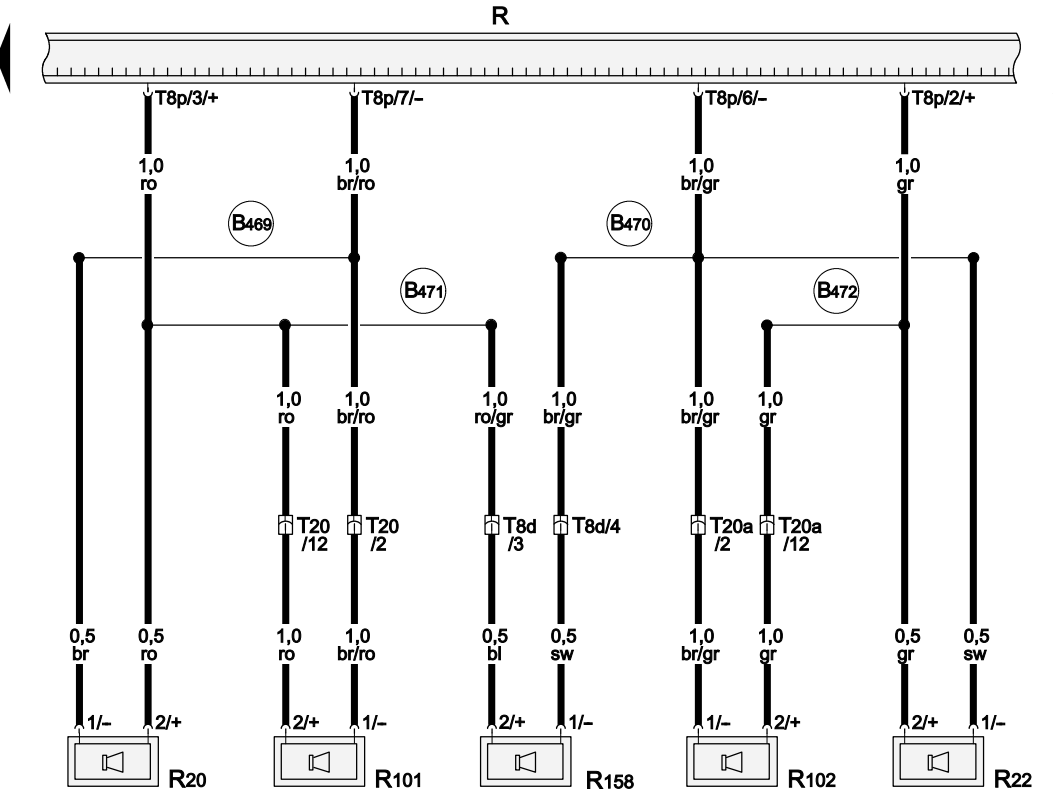 R
T8p/3/+ T8p/7/– T8p/6/– T8p/2/+
1,0 1,0 1,0 1,0
ro br/ro br/gr gr
B469 B470
B471 B472
1,0 1,0 1,0 1,0 1,0 1,0
ro br/ro ro/gr br/gr br/gr gr
T20 T20 T8d T8d/4 T20a T20a
/12 /2 /3 /2 /12
0,5 0,5 1,0 1,0 0,5 0,5 1,0 1,0 0,5 0,5
br ro ro br/ro bl sw br/gr gr gr sw
1/– 2/+ 2/+ 1/– 2/+ 1/– 1/– 2/+ 2/+ 1/–
R20 R101 R158 R102 R22